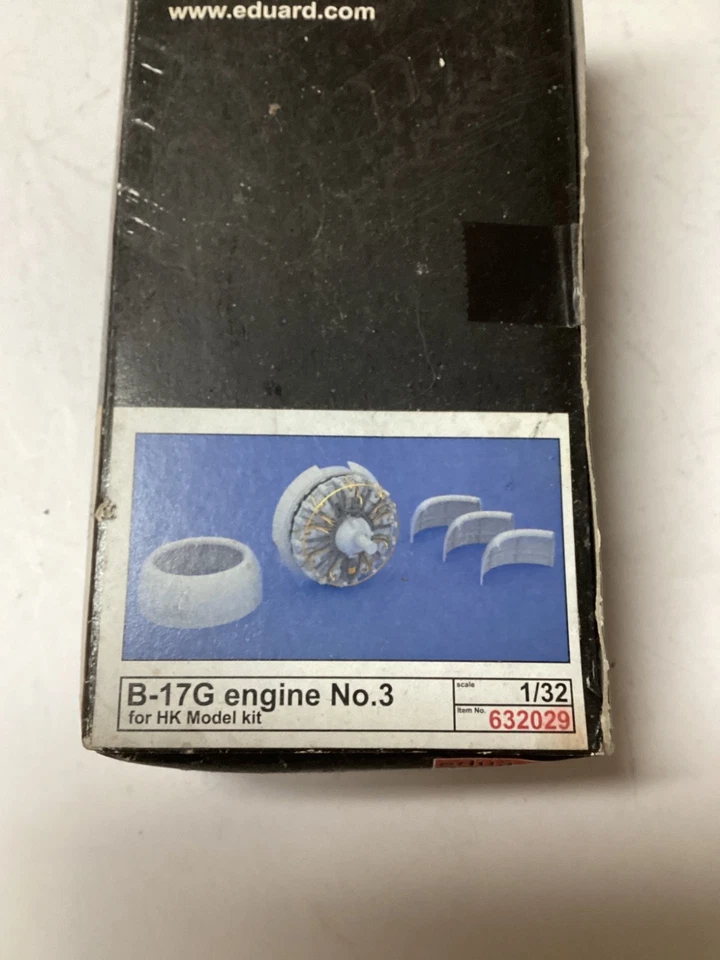 www.eduard.com
B-17G engine No.3
for HK Model kit
scale
1/32
Item No.
632029